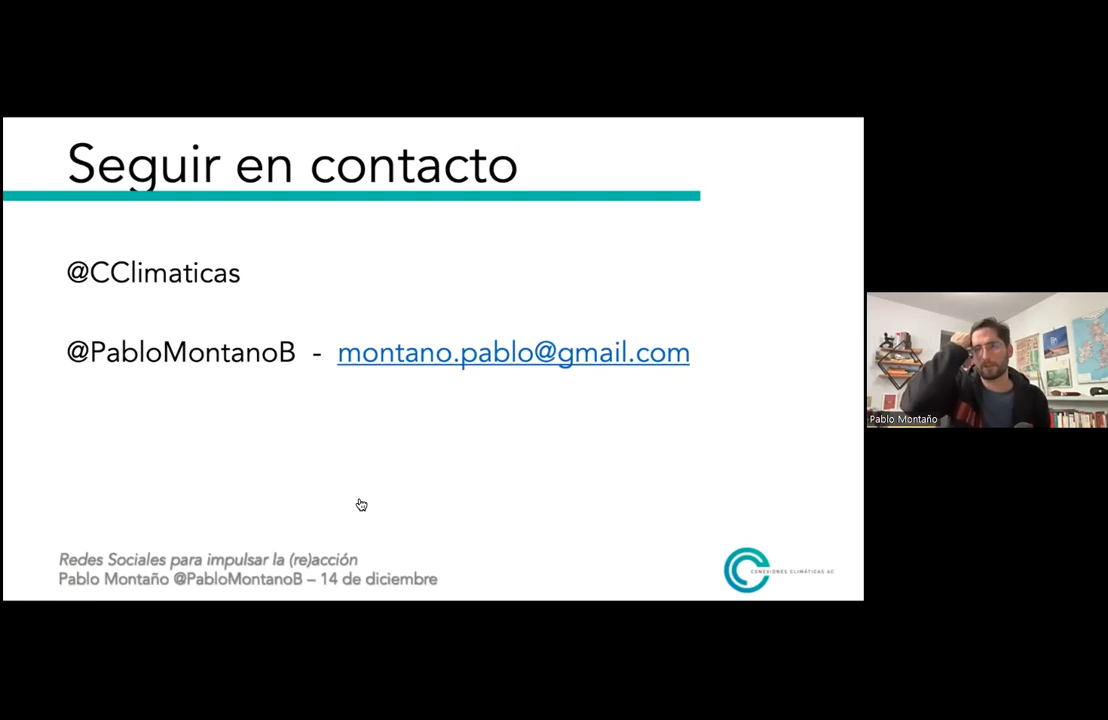 Seguir en contacto
@CClimaticas
@PabloMontanoB - montano.pablo@gmail.com
Redes Sociales para impulsar la (re)acción
Pablo Montaño @PabloMontanoB – 14 de diciembre
CONEXIONES CLIMÁTICAS AC
Pablo Montaño